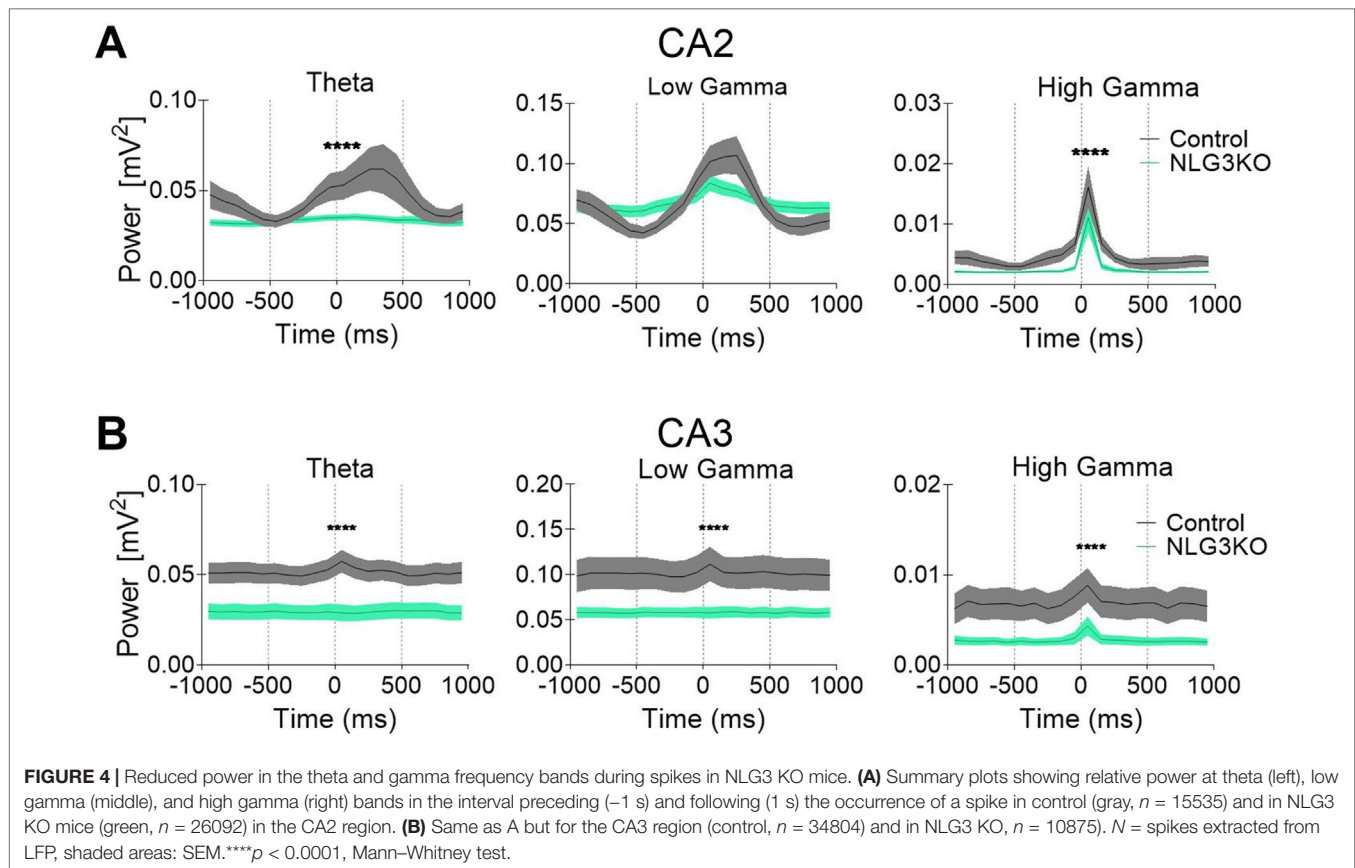 A
CA2
Theta
Low Gamma
High Gamma
0.10
0.05
0.00
Power [mV²]
****
-1000 -500 0 500 1000
Time (ms)
0.15
0.10
0.05
0.00
-1000 -500 0 500 1000
Time (ms)
0.03
0.02
0.01
0.00
****
Control
NLG3KO
-1000 -500 0 500 1000
Time (ms)
B
CA3
Theta
Low Gamma
High Gamma
0.10
0.05
0.00
Power [mV²]
****
-1000 -500 0 500 1000
Time (ms)
0.20
0.15
0.10
0.05
0.00
****
-1000 -500 0 500 1000
Time (ms)
0.02
0.01
0.00
****
Control
NLG3KO
-1000 -500 0 500 1000
Time (ms)
FIGURE 4 | Reduced power in the theta and gamma frequency bands during spikes in NLG3 KO mice. (A) Summary plots showing relative power at theta (left), low
gamma (middle), and high gamma (right) bands in the interval preceding (–1 s) and following (1 s) the occurrence of a spike in control (gray, n = 15535) and in NLG3
KO mice (green, n = 26092) in the CA2 region. (B) Same as A but for the CA3 region (control, n = 34804) and in NLG3 KO, n = 10875). N = spikes extracted from
LFP, shaded areas: SEM.****p < 0.0001, Mann–Whitney test.